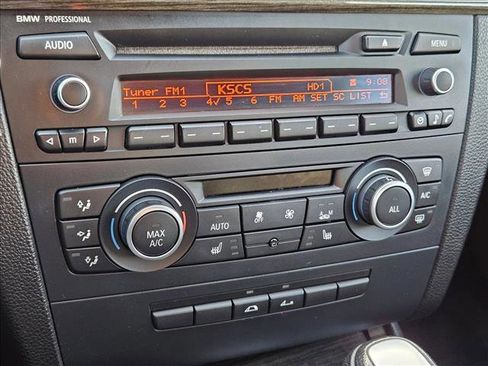 BMW PROFESSIONAL
AUDIO
MENU
Tuner FM1 KSCS HD1 9:08
1 2 3 4√ 5 6 FM AM SET SC LIST
m
MAX A/C
AUTO
OFF
M
ALL
A/C